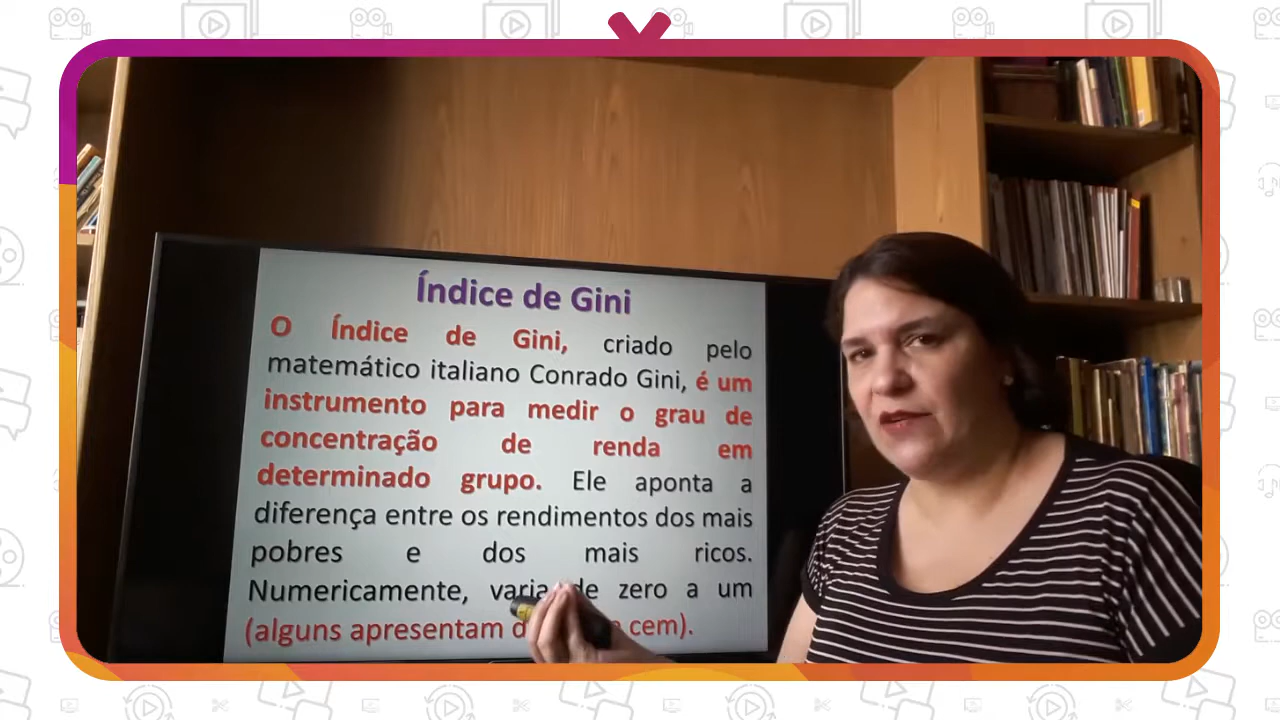 Índice de Gini
O Índice de Gini, criado pelo
matemático italiano Conrado Gini, é um
instrumento para medir o grau de
concentração de renda em
determinado grupo. Ele aponta a
diferença entre os rendimentos dos mais
pobres e dos mais ricos.
Numericamente, varia de zero a um
(alguns apresentam cem).